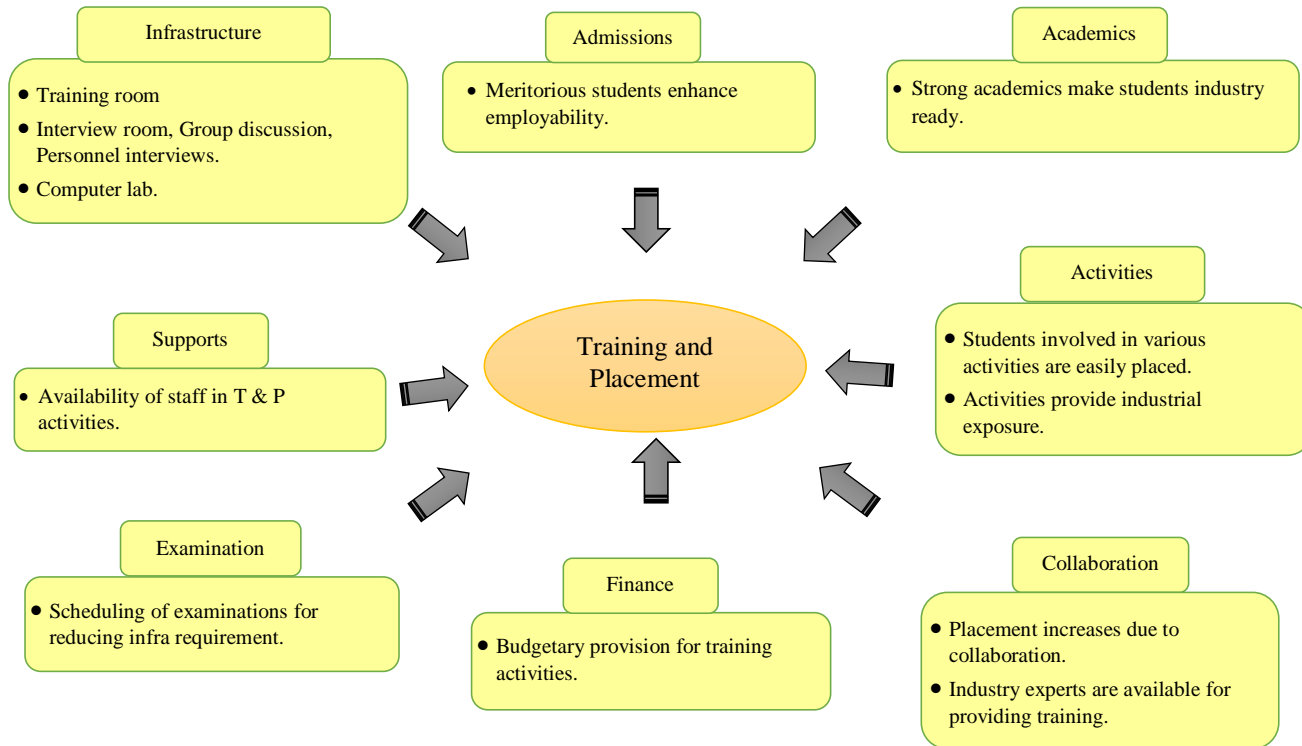 Infrastructure
• Training room
• Interview room, Group discussion,
Personnel interviews.
• Computer lab.
Admissions
• Meritorious students enhance
employability.
Academics
• Strong academics make students industry
ready.
Supports
• Availability of staff in T & P
activities.
Training and
Placement
Activities
• Students involved in various
activities are easily placed.
• Activities provide industrial
exposure.
Examination
• Scheduling of examinations for
reducing infra requirement.
Finance
• Budgetary provision for training
activities.
Collaboration
• Placement increases due to
collaboration.
• Industry experts are available for
providing training.